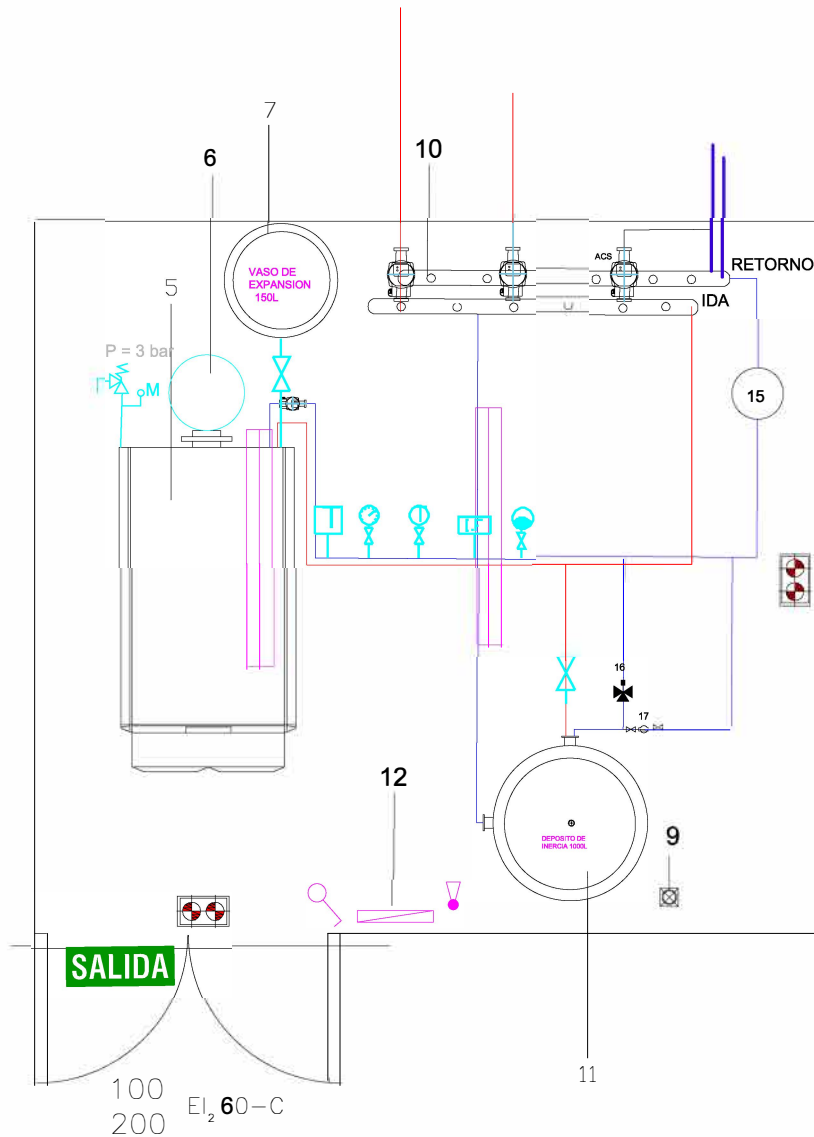 7
6
10
ACS
RETORNO
VASO DE
EXPANSION
150L
5
IDA
P = 3 bar
M
15
16
17
12
DEPOSITO DE
INERCIA 1000L
9
SALIDA
11
100
200
EI₂ 60-C